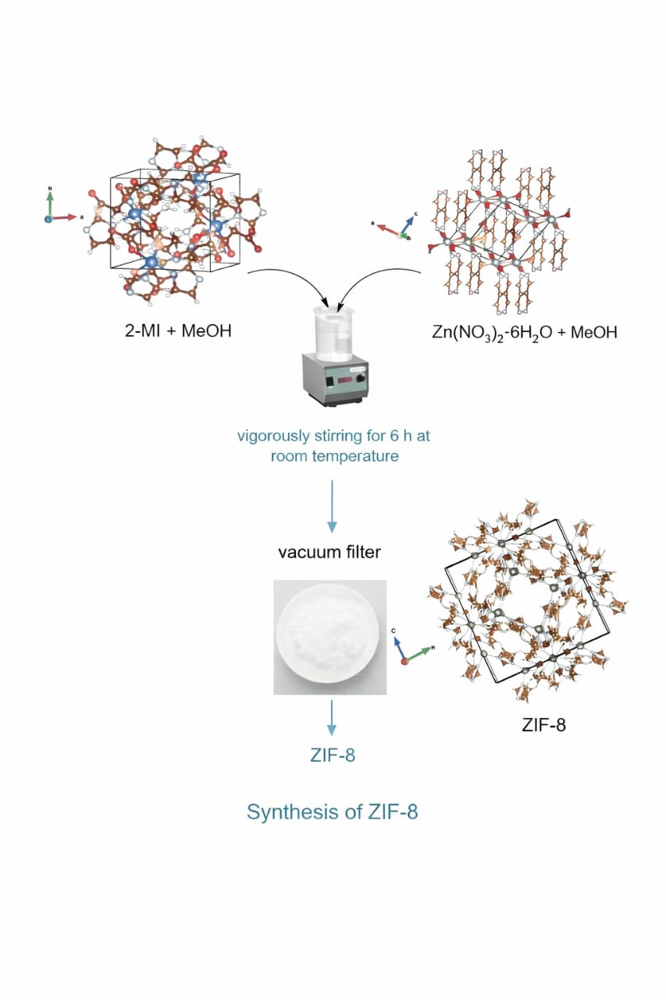 2-MI + MeOH
Zn(NO₃)₂-6H₂O + MeOH
vigorously stirring for 6 h at
room temperature
vacuum filter
ZIF-8
ZIF-8
Synthesis of ZIF-8